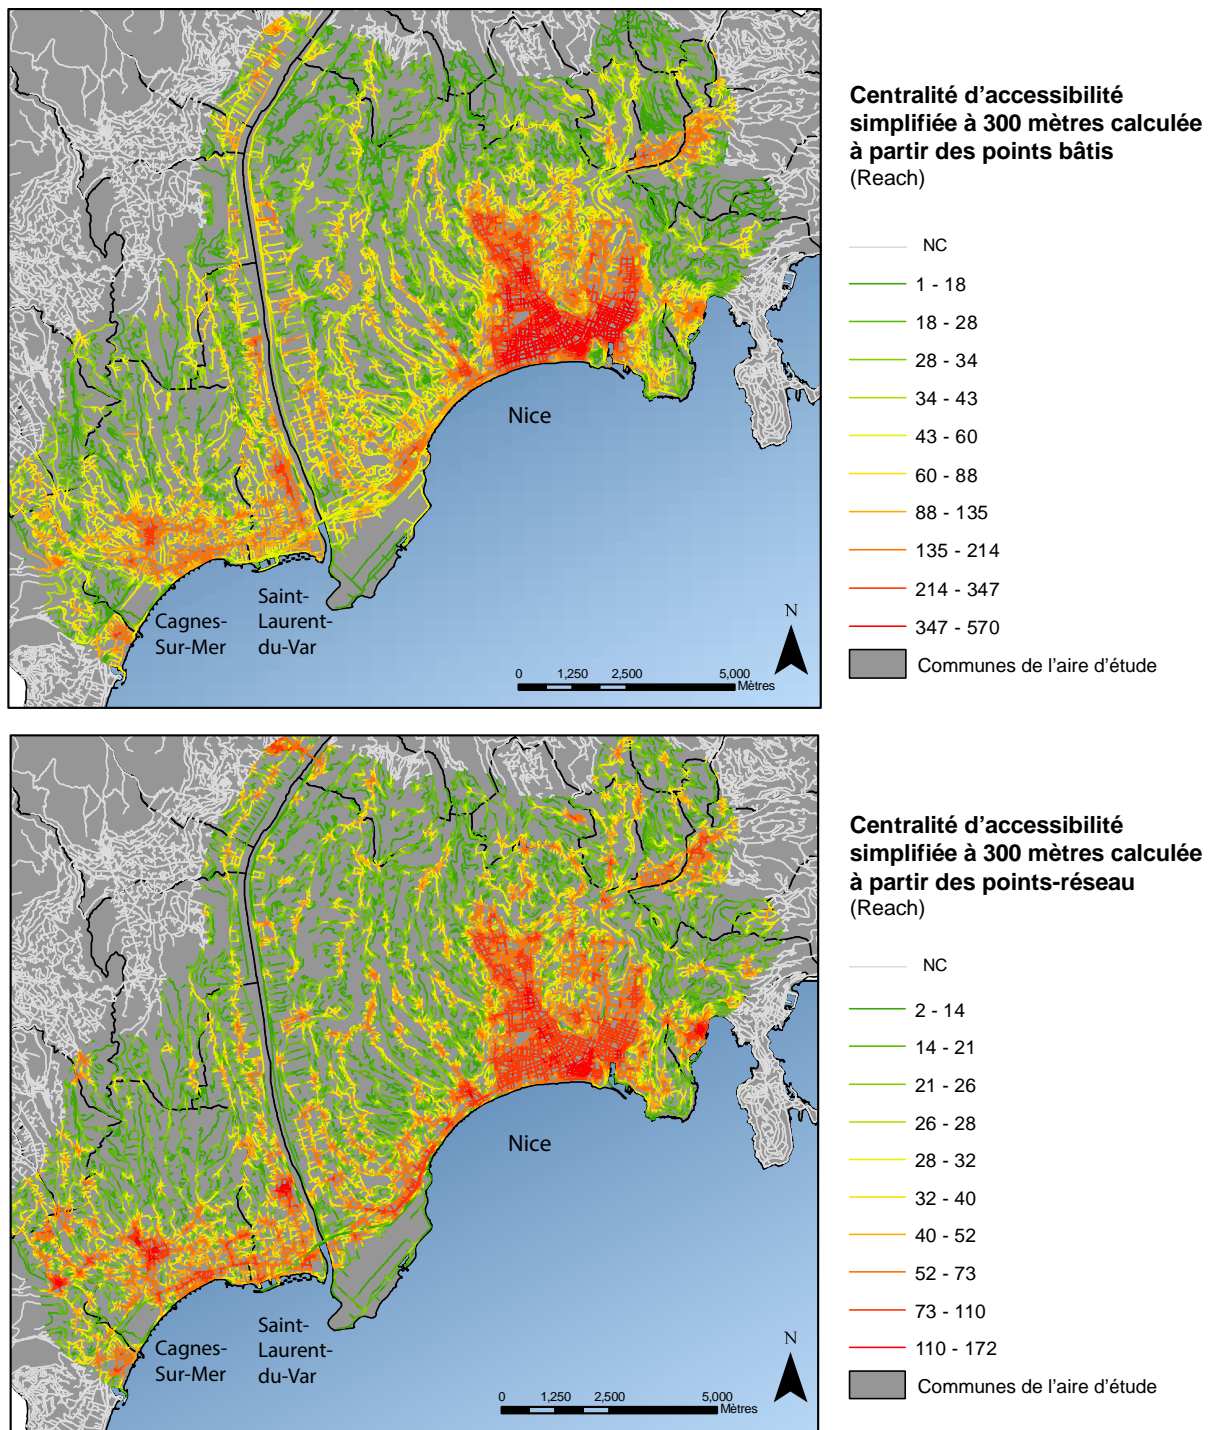 Centralité d'accessibilité
simplifiée à 300 mètres calculée
à partir des points bâtis
(Reach)
NC
1 - 18
18 - 28
28 - 34
34 - 43
43 - 60
60 - 88
88 - 135
135 - 214
214 - 347
347 - 570
Communes de l'aire d'étude
Nice
Cagnes-
Sur-Mer
Saint-
Laurent-
du-Var
N
0 1,250 2,500 5,000
Mètres
Centralité d'accessibilité
simplifiée à 300 mètres calculée
à partir des points-réseau
(Reach)
NC
2 - 14
14 - 21
21 - 26
26 - 28
28 - 32
32 - 40
40 - 52
52 - 73
73 - 110
110 - 172
Communes de l'aire d'étude
Nice
Cagnes-
Sur-Mer
Saint-
Laurent-
du-Var
N
0 1,250 2,500 5,000
Mètres